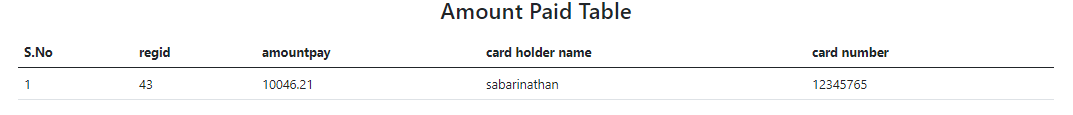 Amount Paid Table
S.No regid amountpay card holder name card number
1 43 10046.21 sabarinathan 12345765